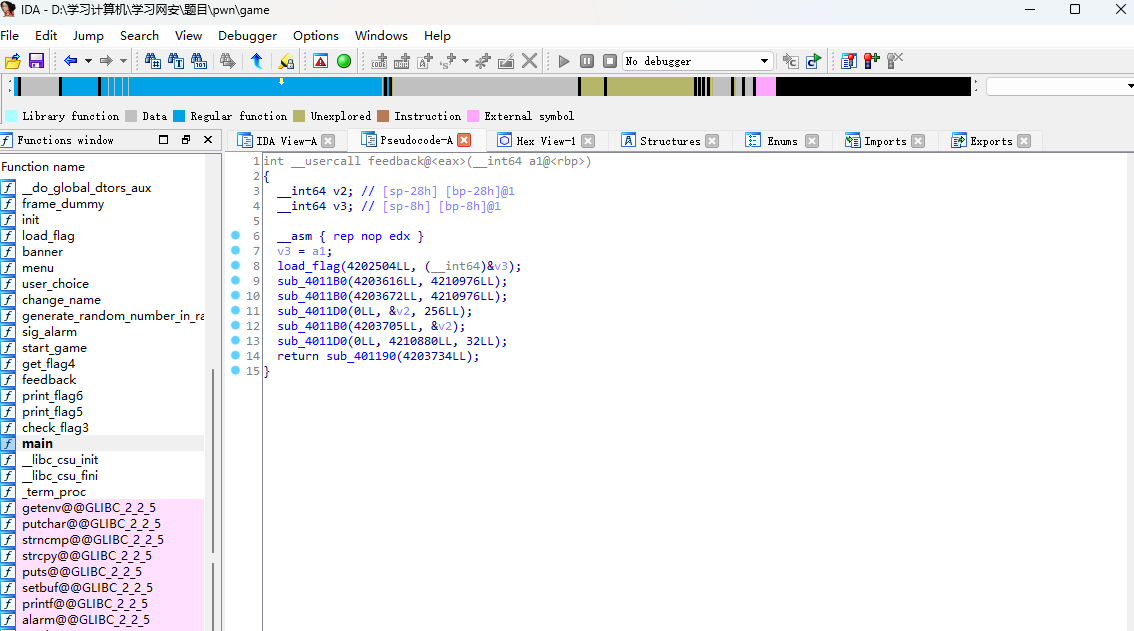 IDA - D:\学习计算机\学习网安\题目\pwn\game
File Edit Jump Search View Debugger Options Windows Help
No debugger
Library function Data Regular function Unexplored Instruction External symbol
Functions window
IDA View-A Pseudocode-A Hex View-1 Structures Enums Imports Exports
Function name
__do_global_dtors_aux
frame_dummy
init
load_flag
banner
menu
user_choice
change_name
generate_random_number_in_ra
sig_alarm
start_game
get_flag4
feedback
print_flag6
print_flag5
check_flag3
main
__libc_csu_init
__libc_csu_fini
_term_proc
getenv@@GLIBC_2_2_5
putchar@@GLIBC_2_2_5
strncmp@@GLIBC_2_2_5
strcpy@@GLIBC_2_2_5
puts@@GLIBC_2_2_5
setbuf@@GLIBC_2_2_5
printf@@GLIBC_2_2_5
alarm@@GLIBC_2_2_5
1 int __usercall feedback@<eax>(__int64 a1@<rbp>)
2 {
3 __int64 v2; // [sp-28h] [bp-28h]@1
4 __int64 v3; // [sp-8h] [bp-8h]@1
5
6 __asm { rep nop edx }
7 v3 = a1;
8 load_flag(4202504LL, (__int64)&v3);
9 sub_4011B0(4203616LL, 4210976LL);
10 sub_4011B0(4203672LL, 4210976LL);
11 sub_4011D0(0LL, &v2, 256LL);
12 sub_4011B0(4203705LL, &v2);
13 sub_4011D0(0LL, 4210880LL, 32LL);
14 return sub_401190(4203734LL);
15 }